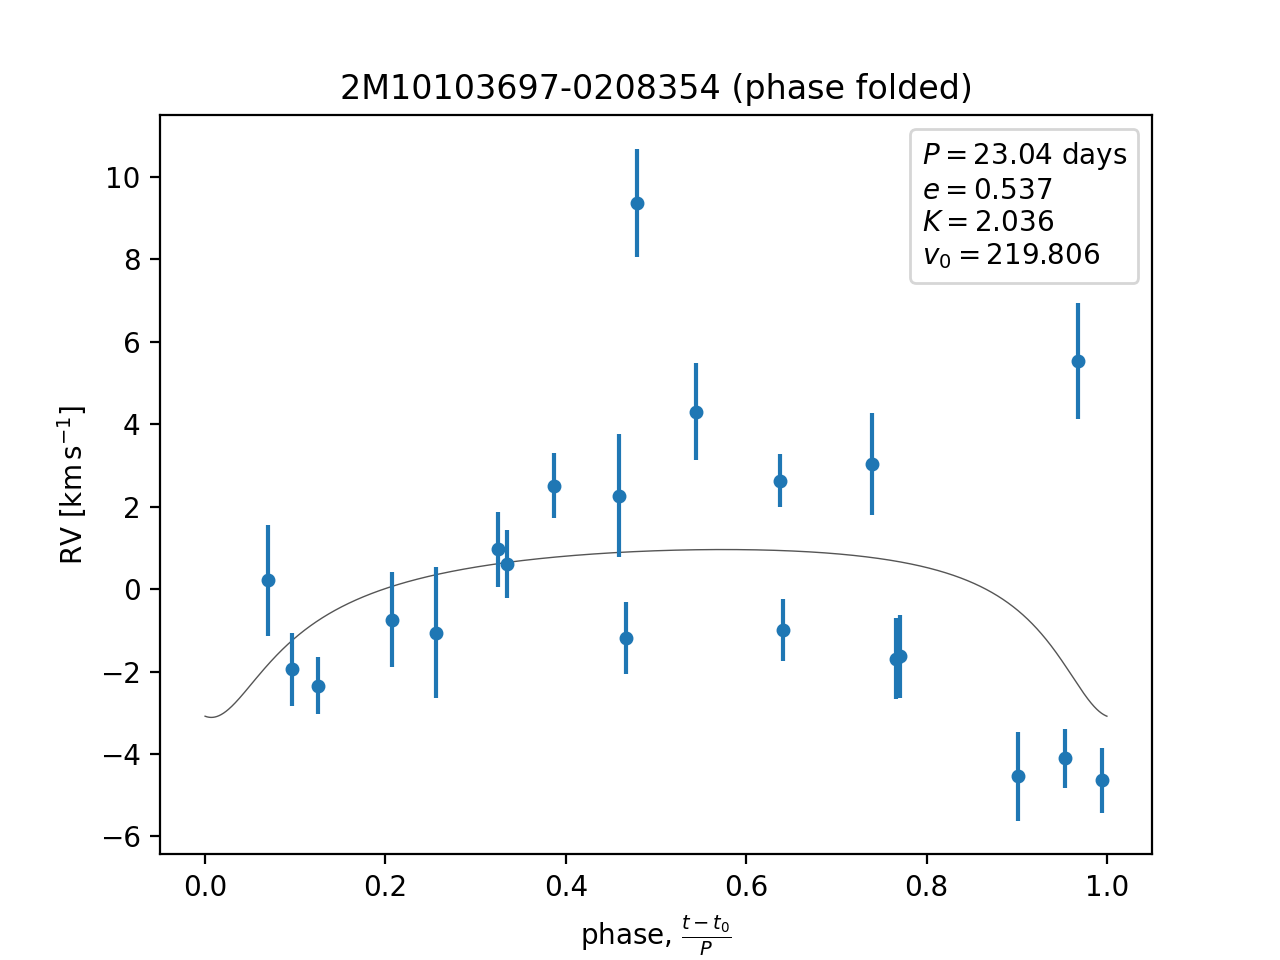 2M10103697-0208354 (phase folded)
P = 23.04 days
e = 0.537
K = 2.036
v₀ = 219.806
10
8
6
4
2
0
−2
−4
−6
RV [km s⁻¹]
0.0 0.2 0.4 0.6 0.8 1.0
phase, (t − t₀)/P